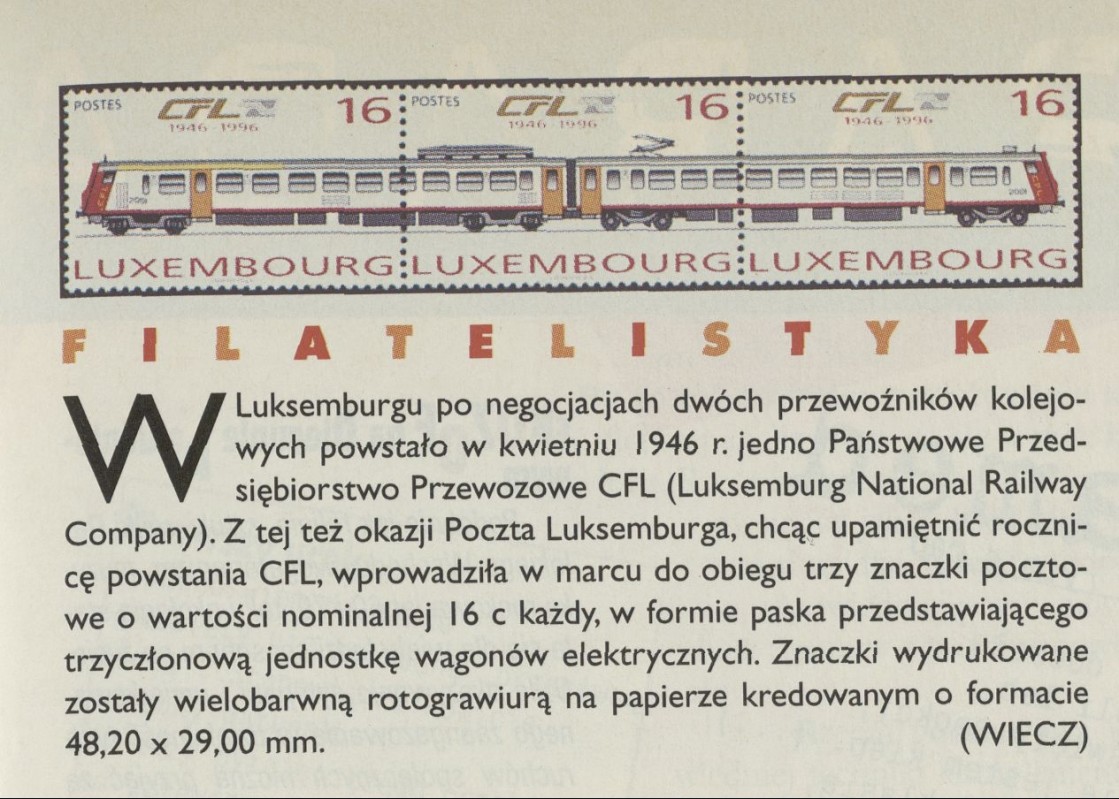 POSTES CFL 16 POSTES CFL 16 POSTES CFL 16
1946 - 1996 1946 - 1996 1946 - 1996
2001 2001
LUXEMBOURG LUXEMBOURG LUXEMBOURG
FILATELISTYKA
W Luksemburgu po negocjacjach dwóch przewoźników kolejo-
wych powstało w kwietniu 1946 r. jedno Państwowe Przed-
siębiorstwo Przewozowe CFL (Luksemburg National Railway
Company). Z tej też okazji Poczta Luksemburga, chcąc upamiętnić roczni-
cę powstania CFL, wprowadziła w marcu do obiegu trzy znaczki poczto-
we o wartości nominalnej 16 c każdy, w formie paska przedstawiającego
trzyczłonową jednostkę wagonów elektrycznych. Znaczki wydrukowane
zostały wielobarwną rotograwiurą na papierze kredowanym o formacie
48,20 x 29,00 mm. (WIECZ)